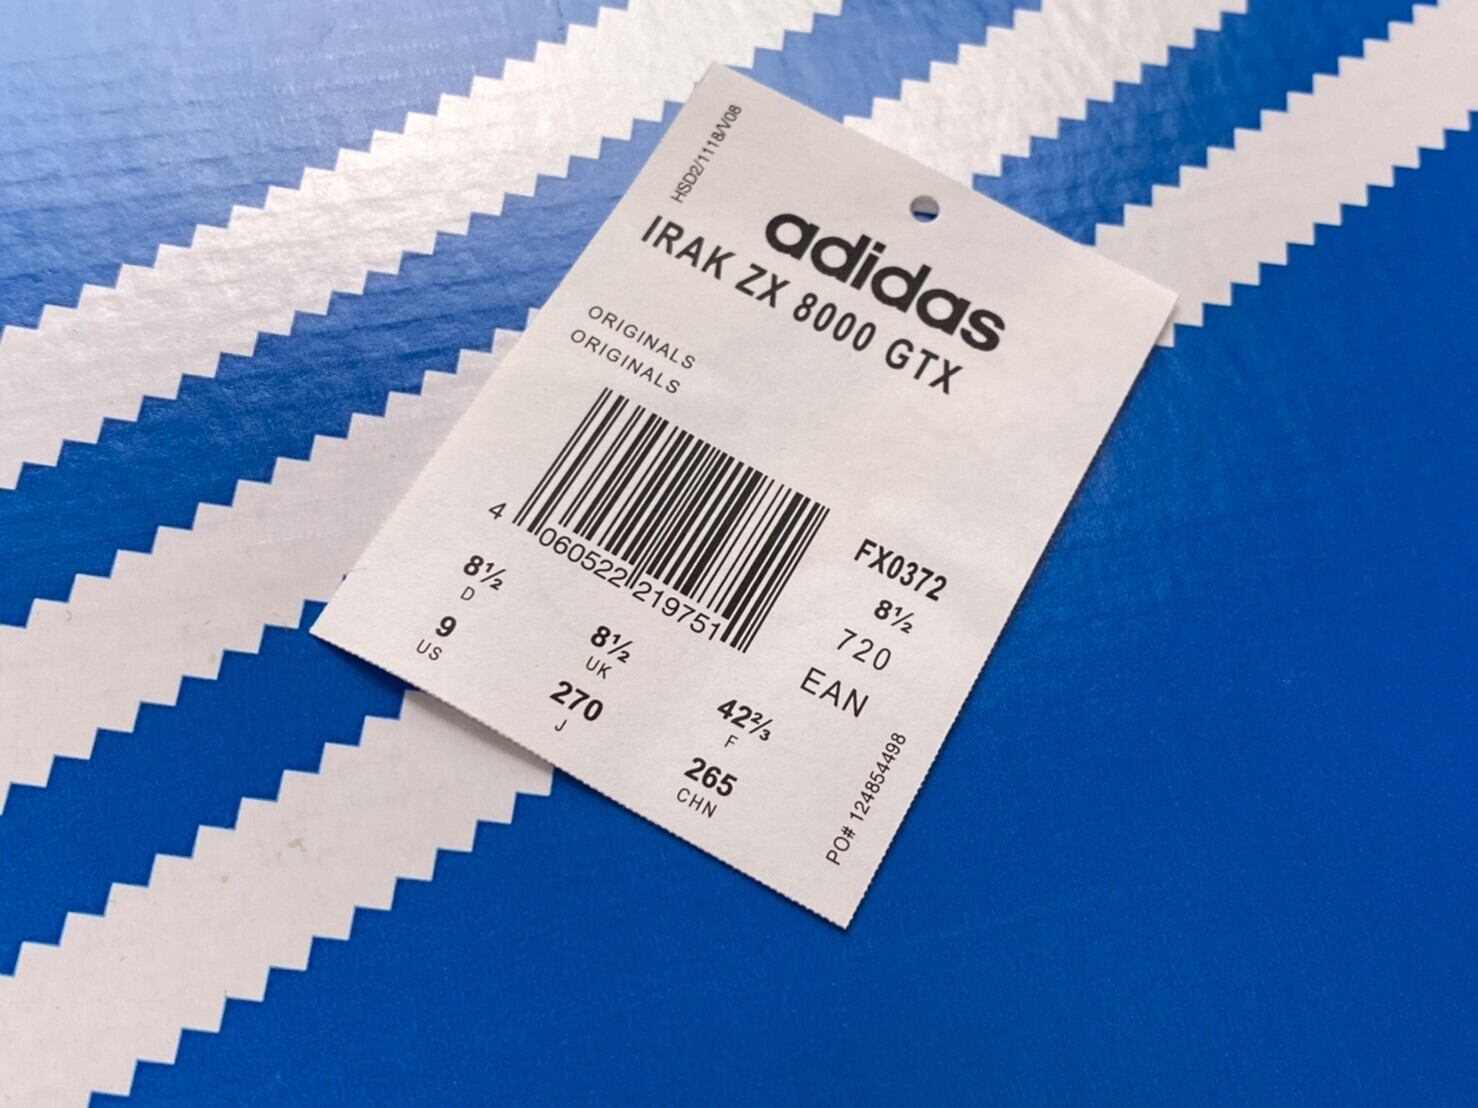 HSD2/1118/V08
adidas
IRAK ZX 8000 GTX
ORIGINALS
ORIGINALS
4 060522 219751
FX0372
8½
720
EAN
8½
D
9
US
8½
UK
270
J
42⅔
F
265
CHN
PO# 124854498